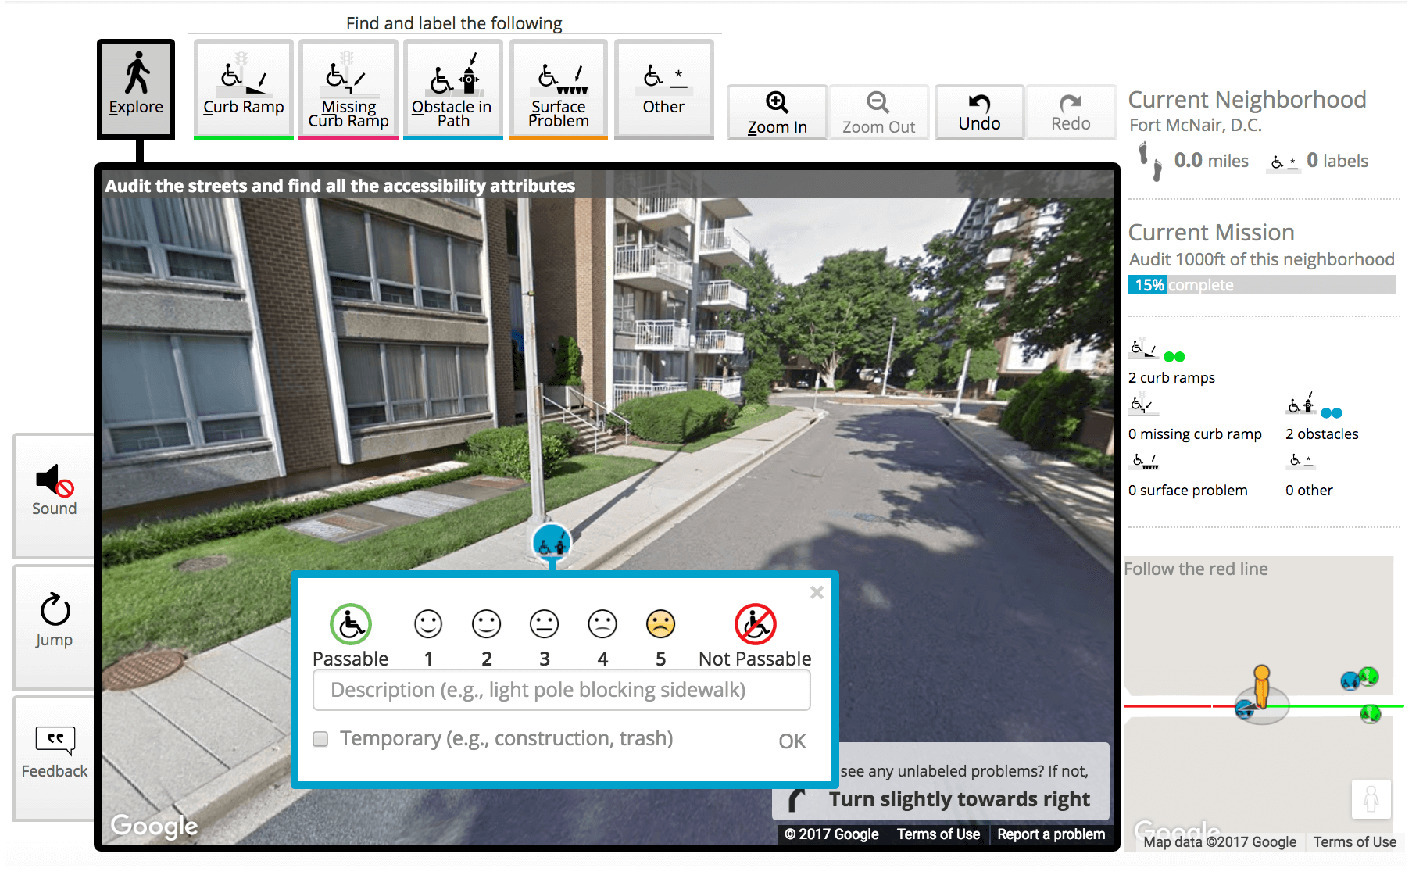 Find and label the following
Explore
Curb Ramp
Missing
Curb Ramp
Obstacle in
Path
Surface
Problem
Other
Zoom In
Zoom Out
Undo
Redo
Current Neighborhood
Fort McNair, D.C.
0.0 miles
0 labels
Audit the streets and find all the accessibility attributes
Current Mission
Audit 1000ft of this neighborhood
15% complete
2 curb ramps
0 missing curb ramp
2 obstacles
0 surface problem
0 other
Sound
Jump
Feedback
Passable
1
2
3
4
5
Not Passable
Description (e.g., light pole blocking sidewalk)
Temporary (e.g., construction, trash)
OK
see any unlabeled problems? If not,
Turn slightly towards right
Google
© 2017 Google
Terms of Use
Report a problem
Follow the red line
Google
Map data ©2017 Google
Terms of Use